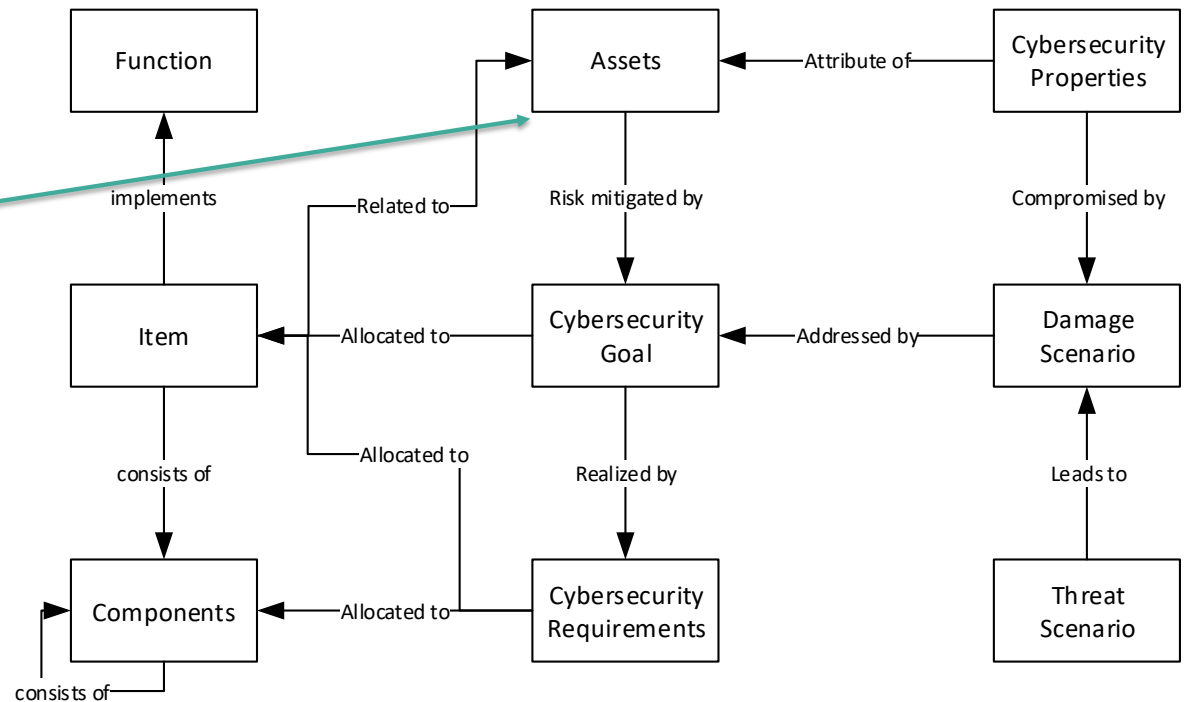 Function
Assets
Attribute of
Cybersecurity
Properties
implements
Related to
Risk mitigated by
Compromised by
Item
Allocated to
Cybersecurity
Goal
Addressed by
Damage
Scenario
Allocated to
consists of
Realized by
Leads to
Components
Allocated to
Cybersecurity
Requirements
Threat
Scenario
consists of